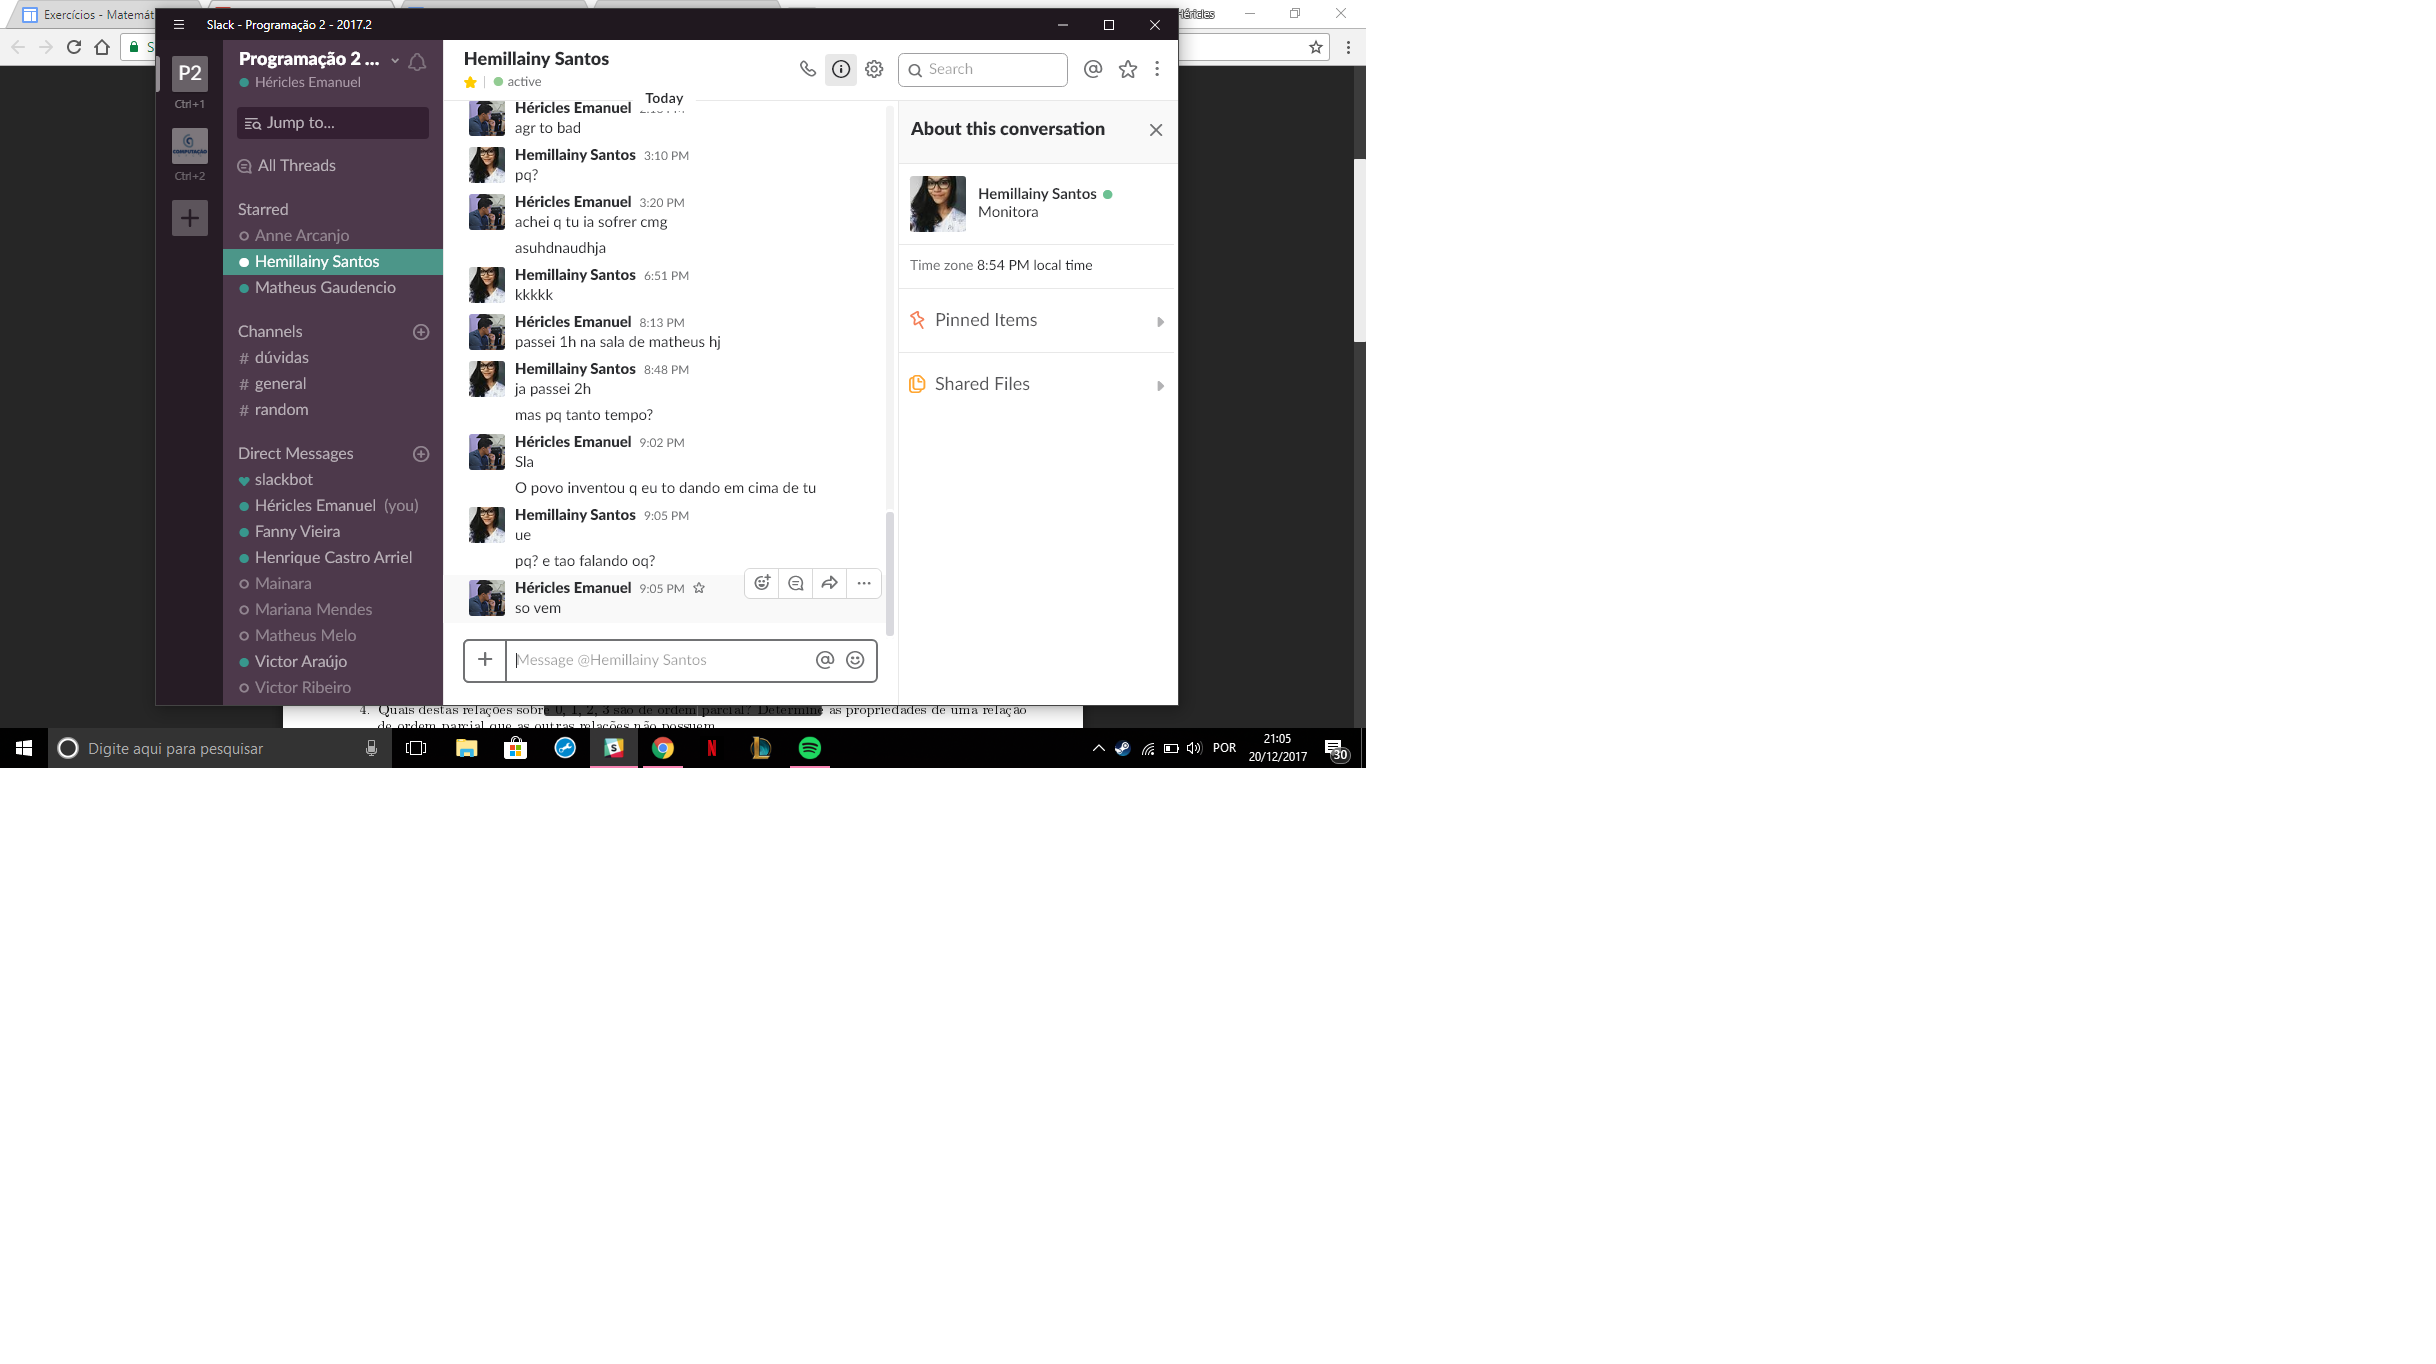 Exercícios - Matemát
Héricles
Slack - Programação 2 - 2017.2
P2
Ctrl+1
COMPUTAÇÃO
Ctrl+2
Programação 2 ...
Héricles Emanuel
Jump to...
All Threads
Starred
Anne Arcanjo
Hemillainy Santos
Matheus Gaudencio
Channels
# dúvidas
# general
# random
Direct Messages
slackbot
Héricles Emanuel (you)
Fanny Vieira
Henrique Castro Arriel
Mainara
Mariana Mendes
Matheus Melo
Victor Araújo
Victor Ribeiro
Hemillainy Santos
active
Search
Today
Héricles Emanuel
agr to bad
Hemillainy Santos 3:10 PM
pq?
Héricles Emanuel 3:20 PM
achei q tu ia sofrer cmg
asuhdnaudhja
Hemillainy Santos 6:51 PM
kkkkk
Héricles Emanuel 8:13 PM
passei 1h na sala de matheus hj
Hemillainy Santos 8:48 PM
ja passei 2h
mas pq tanto tempo?
Héricles Emanuel 9:02 PM
Sla
O povo inventou q eu to dando em cima de tu
Hemillainy Santos 9:05 PM
ue
pq? e tao falando oq?
Héricles Emanuel 9:05 PM
so vem
Message @Hemillainy Santos
About this conversation
Hemillainy Santos
Monitora
Time zone 8:54 PM local time
Pinned Items
Shared Files
4. Quais destas relações sobre 0, 1, 2, 3 são de ordem parcial? Determine as propriedades de uma relação
de ordem parcial que as outras relações não possuem
Digite aqui para pesquisar
POR
21:05
20/12/2017
30